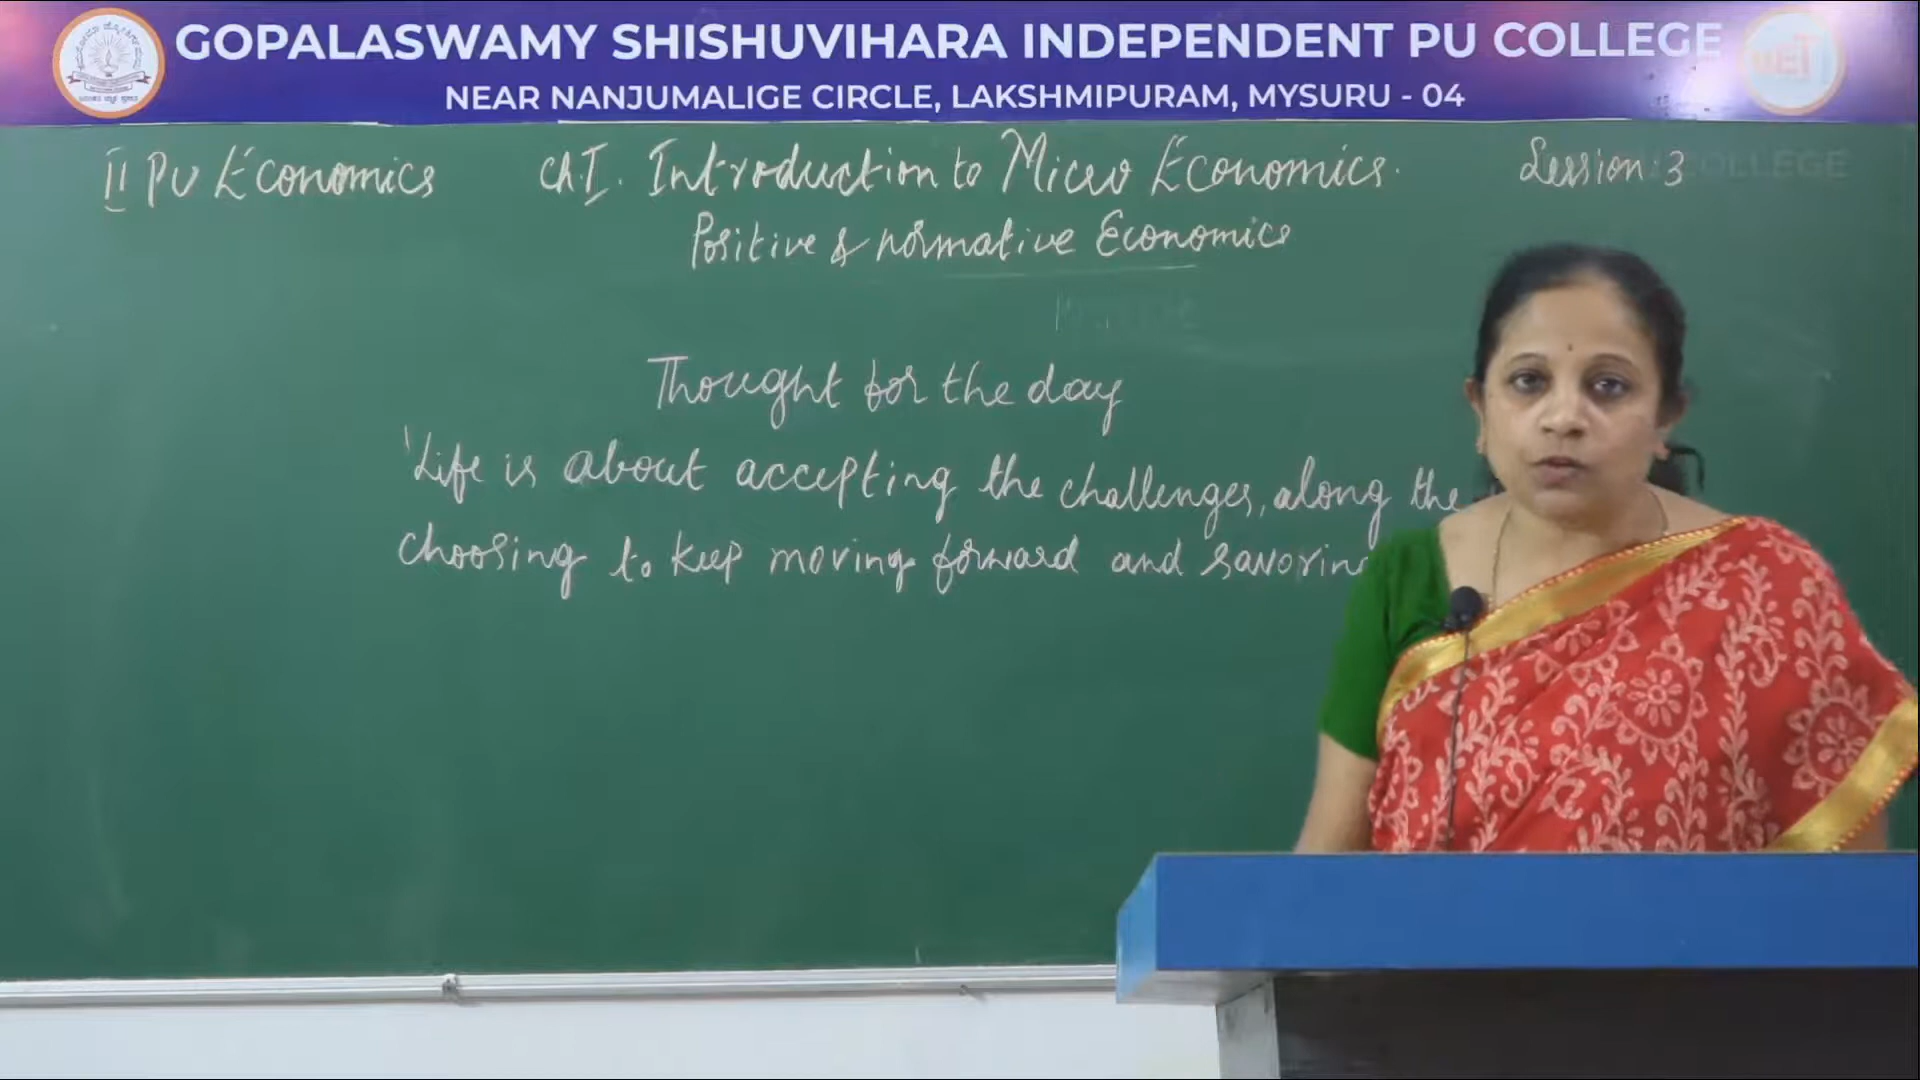 GOPALASWAMY SHISHUVIHARA INDEPENDENT PU COLLEGE
NEAR NANJUMALIGE CIRCLE, LAKSHMIPURAM, MYSURU - 04
II PU Economics Ch.I. Introduction to Micro Economics. Session: 3
COLLEGE
Positive & normative Economics
Thought for the day
'Life is about accepting the challenges, along the
choosing to keep moving forward and savoring